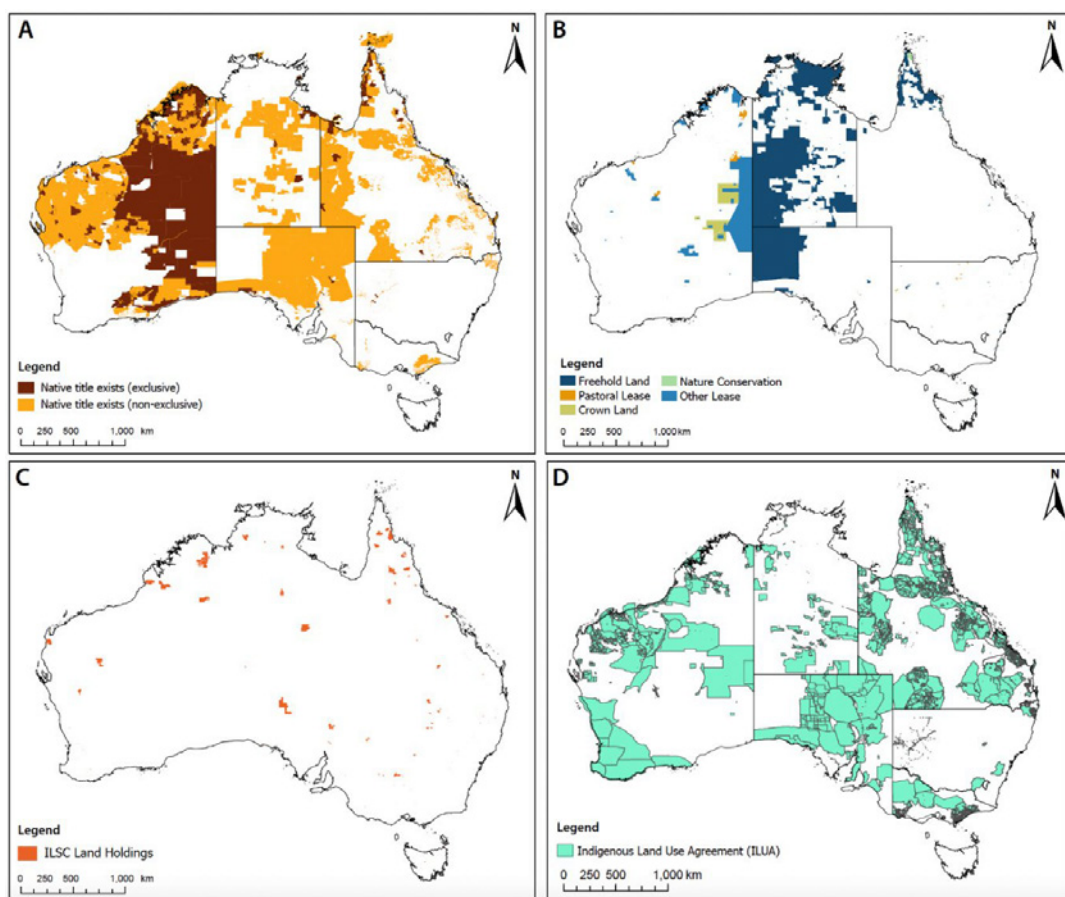 A
N
Legend
Native title exists (exclusive)
Native title exists (non-exclusive)
0 250 500 1,000 km
B
N
Legend
Freehold Land Nature Conservation
Pastoral Lease Other Lease
Crown Land
0 250 500 1,000 km
C
N
Legend
ILSC Land Holdings
0 250 500 1,000 km
D
N
Legend
Indigenous Land Use Agreement (ILUA)
0 250 500 1,000 km